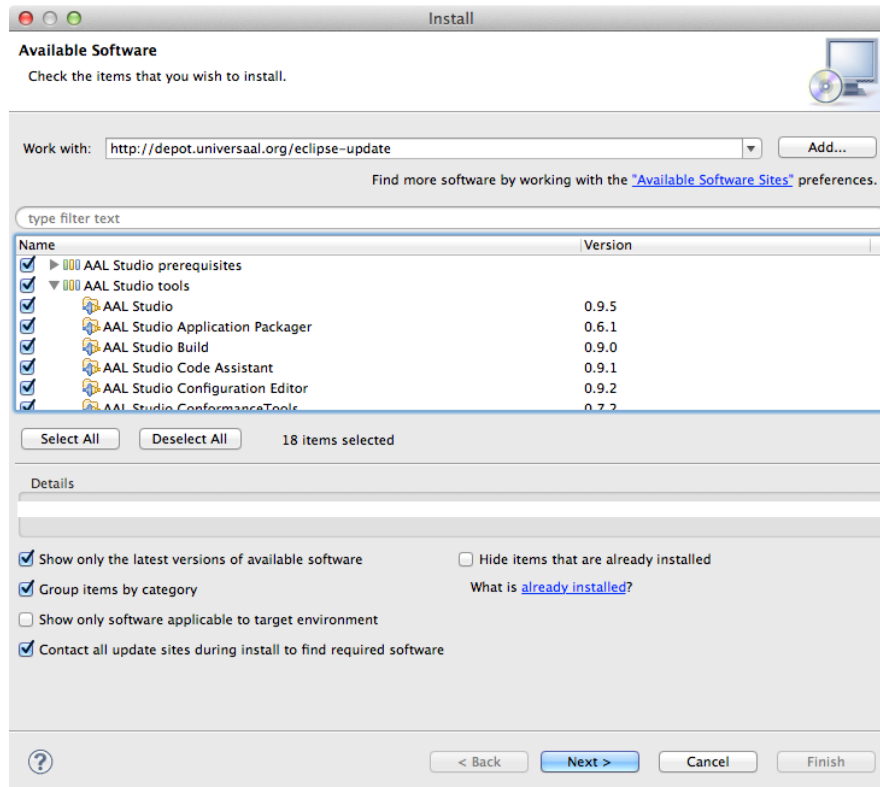 Install
Available Software
Check the items that you wish to install.
Work with: http://depot.universaal.org/eclipse-update Add...
Find more software by working with the "Available Software Sites" preferences.
type filter text
Name Version
AAL Studio prerequisites
AAL Studio tools
AAL Studio 0.9.5
AAL Studio Application Packager 0.6.1
AAL Studio Build 0.9.0
AAL Studio Code Assistant 0.9.1
AAL Studio Configuration Editor 0.9.2
AAL Studio ConformanceTools 0.7.2
Select All Deselect All 18 items selected
Details
Show only the latest versions of available software Hide items that are already installed
Group items by category What is already installed?
Show only software applicable to target environment
Contact all update sites during install to find required software
? < Back Next > Cancel Finish